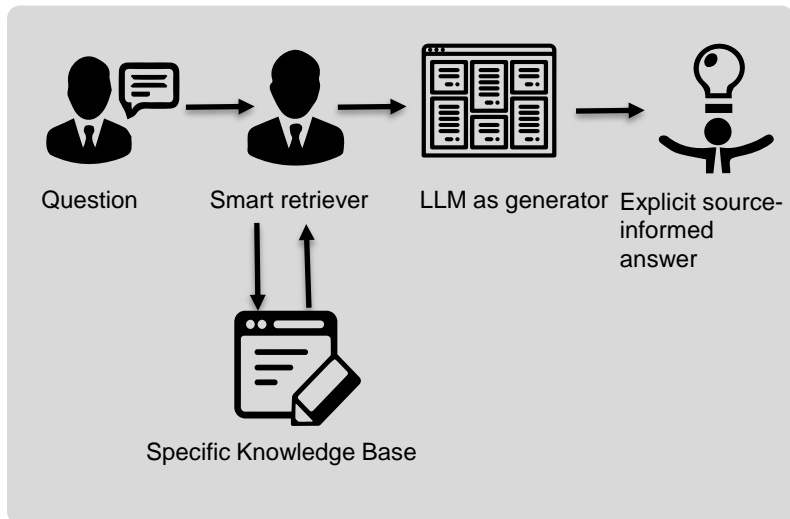 Question
Smart retriever
LLM as generator
Explicit source-
informed
answer
Specific Knowledge Base